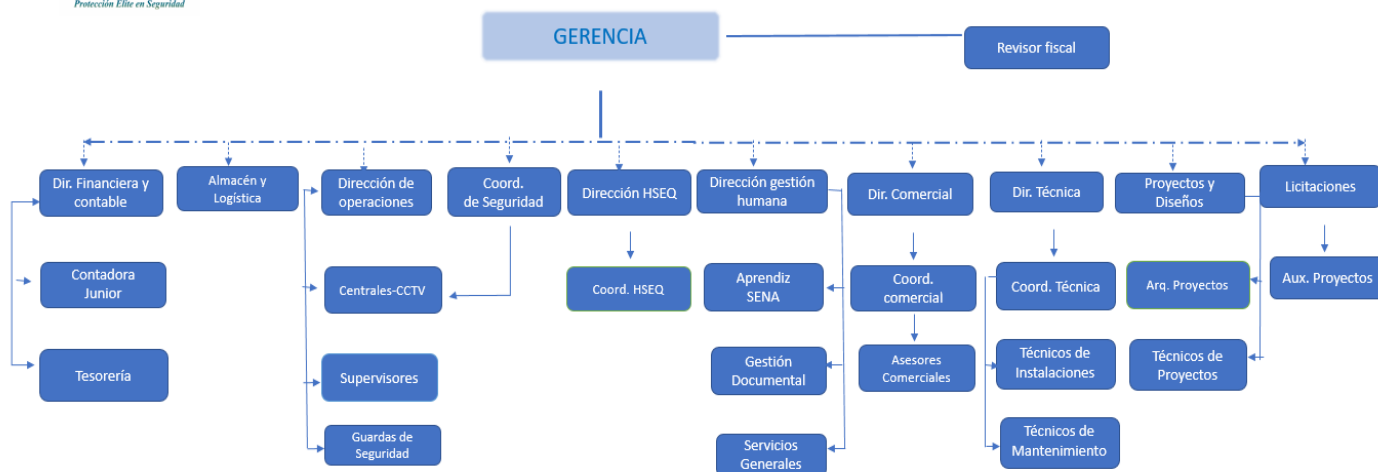 Protección Elite en Seguridad
GERENCIA
Revisor fiscal
Dir. Financiera y
contable
Almacén y
Logística
Dirección de
operaciones
Coord.
de Seguridad
Dirección HSEQ
Dirección gestión
humana
Dir. Comercial
Dir. Técnica
Proyectos y
Diseños
Licitaciones
Contadora
Junior
Centrales-CCTV
Coord. HSEQ
Aprendiz
SENA
Coord.
comercial
Coord. Técnica
Arq. Proyectos
Aux. Proyectos
Tesorería
Supervisores
Gestión
Documental
Asesores
Comerciales
Técnicos de
Instalaciones
Técnicos de
Proyectos
Guardas de
Seguridad
Servicios
Generales
Técnicos de
Mantenimiento